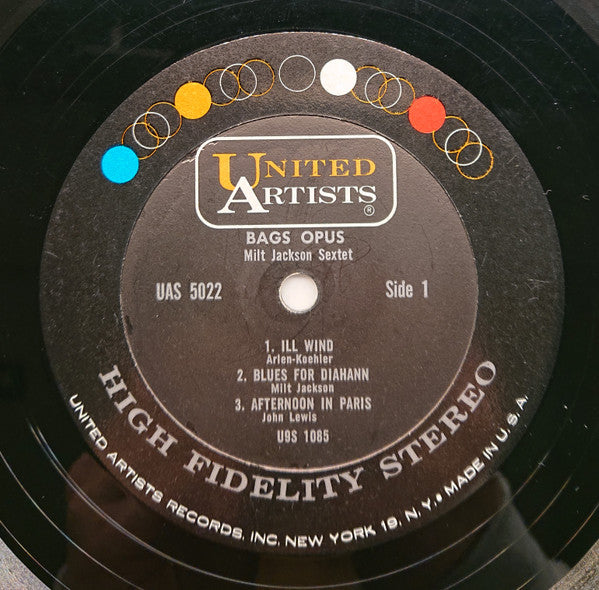 UNITED
ARTISTS
®
BAGS OPUS
Milt Jackson Sextet
UAS 5022
Side 1
1. ILL WIND
Arlen-Koehler
2. BLUES FOR DIAHANN
Milt Jackson
3. AFTERNOON IN PARIS
John Lewis
U9S 1085
HIGH FIDELITY STEREO
UNITED ARTISTS RECORDS, INC. NEW YORK 19, N.Y. • MADE IN U.S.A.